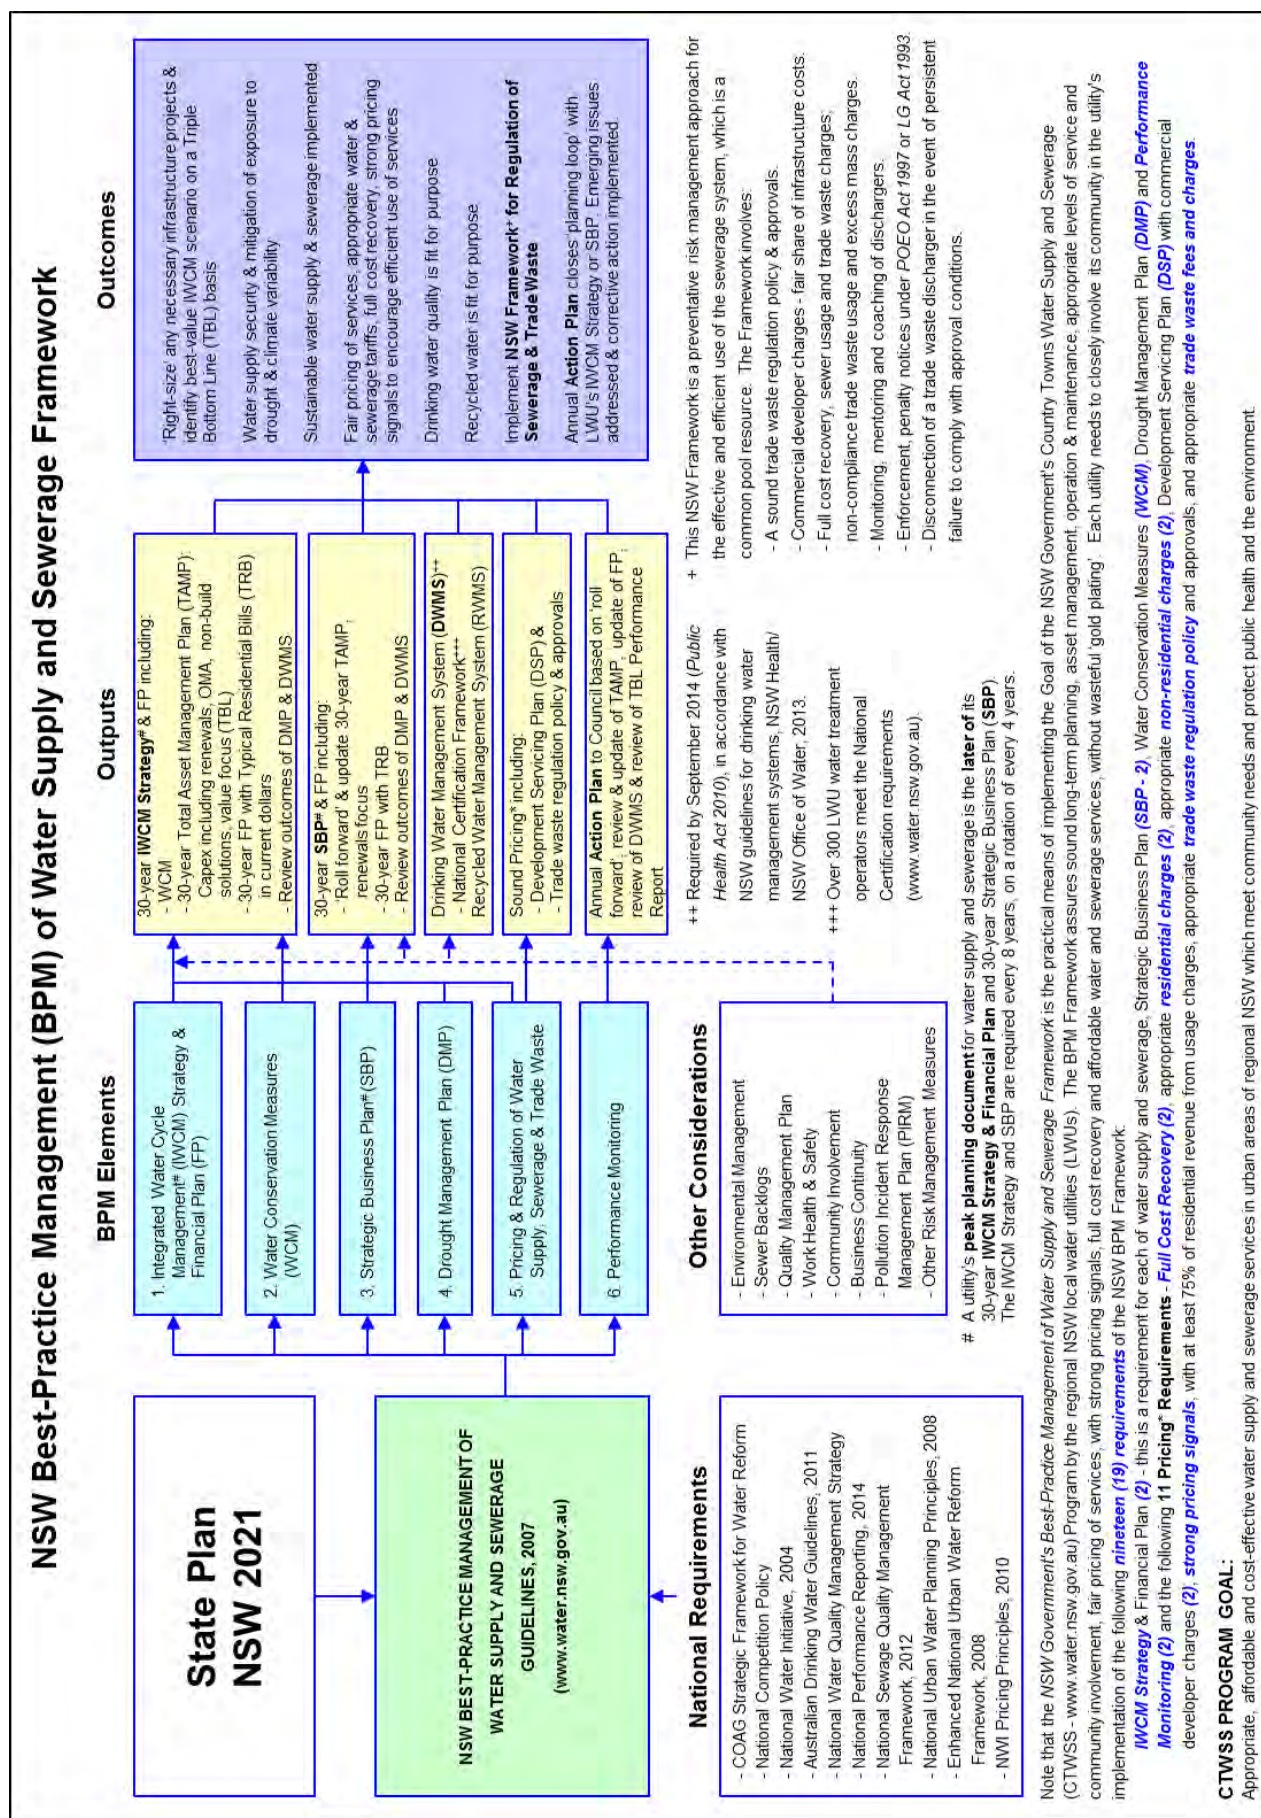 NSW Best-Practice Management (BPM) of Water Supply and Sewerage Framework
State Plan
NSW 2021
NSW BEST-PRACTICE MANAGEMENT OF
WATER SUPPLY AND SEWERAGE
GUIDELINES, 2007
(www.water.nsw.gov.au)
National Requirements
- COAG Strategic Framework for Water Reform
- National Competition Policy
- National Water Initiative, 2004
- Australian Drinking Water Guidelines, 2011
- National Water Quality Management Strategy
- National Performance Reporting, 2014
- National Sewage Quality Management
Framework, 2012
- National Urban Water Planning Principles, 2008
- Enhanced National Urban Water Reform
Framework, 2008
- NWI Pricing Principles, 2010
BPM Elements
1. Integrated Water Cycle
Management# (IWCM) Strategy &
Financial Plan (FP)
2. Water Conservation Measures
(WCM)
3. Strategic Business Plan# (SBP)
4. Drought Management Plan (DMP)
5. Pricing & Regulation of Water
Supply, Sewerage & Trade Waste
6. Performance Monitoring
Other Considerations
- Environmental Management
- Sewer Backlogs
- Quality Management Plan
- Work Health & Safety
- Community Involvement
- Business Continuity
- Pollution Incident Response
Management Plan (PIRM)
- Other Risk Management Measures
Outputs
30-year IWCM Strategy# & FP including:
- WCM
- 30-year Total Asset Management Plan (TAMP):
Capex including renewals, OMA, non-build
solutions, value focus (TBL)
- 30-year FP with Typical Residential Bills (TRB)
in current dollars
- Review outcomes of DMP & DWMS
30-year SBP# & FP including:
- 'Roll forward' & update 30-year TAMP,
renewals focus
- 30-year FP with TRB
- Review outcomes of DMP & DWMS
Drinking Water Management System (DWMS)++
- National Certification Framework+++
Recycled Water Management System (RWMS)
Sound Pricing* including:
- Development Servicing Plan (DSP) &
- Trade waste regulation policy & approvals
Annual Action Plan to Council based on 'roll
forward', review & update of TAMP, update of FP,
review of DWMS & review of TBL Performance
Report
Outcomes
'Right-size' any necessary infrastructure projects &
identify best-value IWCM scenario on a Triple
Bottom Line (TBL) basis
Water supply security & mitigation of exposure to
drought & climate variability
Sustainable water supply & sewerage implemented
Fair pricing of services, appropriate water &
sewerage tariffs, full cost recovery, strong pricing
signals to encourage efficient use of services
Drinking water quality is fit for purpose
Recycled water is fit for purpose
Implement NSW Framework+ for Regulation of
Sewerage & Trade Waste
Annual Action Plan closes 'planning loop' with
LWU's IWCM Strategy or SBP. Emerging issues
addressed & corrective action implemented.
++ Required by September 2014 (Public
Health Act 2010), in accordance with
NSW guidelines for drinking water
management systems, NSW Health/
NSW Office of Water, 2013.
+++ Over 300 LWU water treatment
operators meet the National
Certification requirements
(www.water.nsw.gov.au).
+ This NSW Framework is a preventative risk management approach for
the effective and efficient use of the sewerage system, which is a
common pool resource. The Framework involves:
- A sound trade waste regulation policy & approvals.
- Commercial developer charges - fair share of infrastructure costs.
- Full cost recovery, sewer usage and trade waste charges;
non-compliance trade waste usage and excess mass charges.
- Monitoring, mentoring and coaching of dischargers.
- Enforcement, penalty notices under POEO Act 1997 or LG Act 1993.
- Disconnection of a trade waste discharger in the event of persistent
failure to comply with approval conditions.
# A utility's peak planning document for water supply and sewerage is the later of its
30-year IWCM Strategy & Financial Plan and 30-year Strategic Business Plan (SBP).
The IWCM Strategy and SBP are required every 8 years, on a rotation of every 4 years.
Note that the NSW Government's Best-Practice Management of Water Supply and Sewerage Framework is the practical means of implementing the Goal of the NSW Government's Country Towns Water Supply and Sewerage
(CTWSS - www.water.nsw.gov.au) Program by the regional NSW local water utilities (LWUs). The BPM Framework assures sound long-term planning, asset management, operation & maintenance, appropriate levels of service and
community involvement, fair pricing of services, with strong pricing signals, full cost recovery and affordable water and sewerage services, without wasteful 'gold plating'. Each utility needs to closely involve its community in the utility's
implementation of the following nineteen (19) requirements of the NSW BPM Framework:
IWCM Strategy & Financial Plan (2) - this is a requirement for each of water supply and sewerage, Strategic Business Plan (SBP - 2), Water Conservation Measures (WCM), Drought Management Plan (DMP) and Performance
Monitoring (2) and the following 11 Pricing* Requirements - Full Cost Recovery (2), appropriate residential charges (2), appropriate non-residential charges (2), Development Servicing Plan (DSP) with commercial
developer charges (2), strong pricing signals, with at least 75% of residential revenue from usage charges, appropriate trade waste regulation policy and approvals, and appropriate trade waste fees and charges.
CTWSS PROGRAM GOAL:
Appropriate, affordable and cost-effective water supply and sewerage services in urban areas of regional NSW which meet community needs and protect public health and the environment.